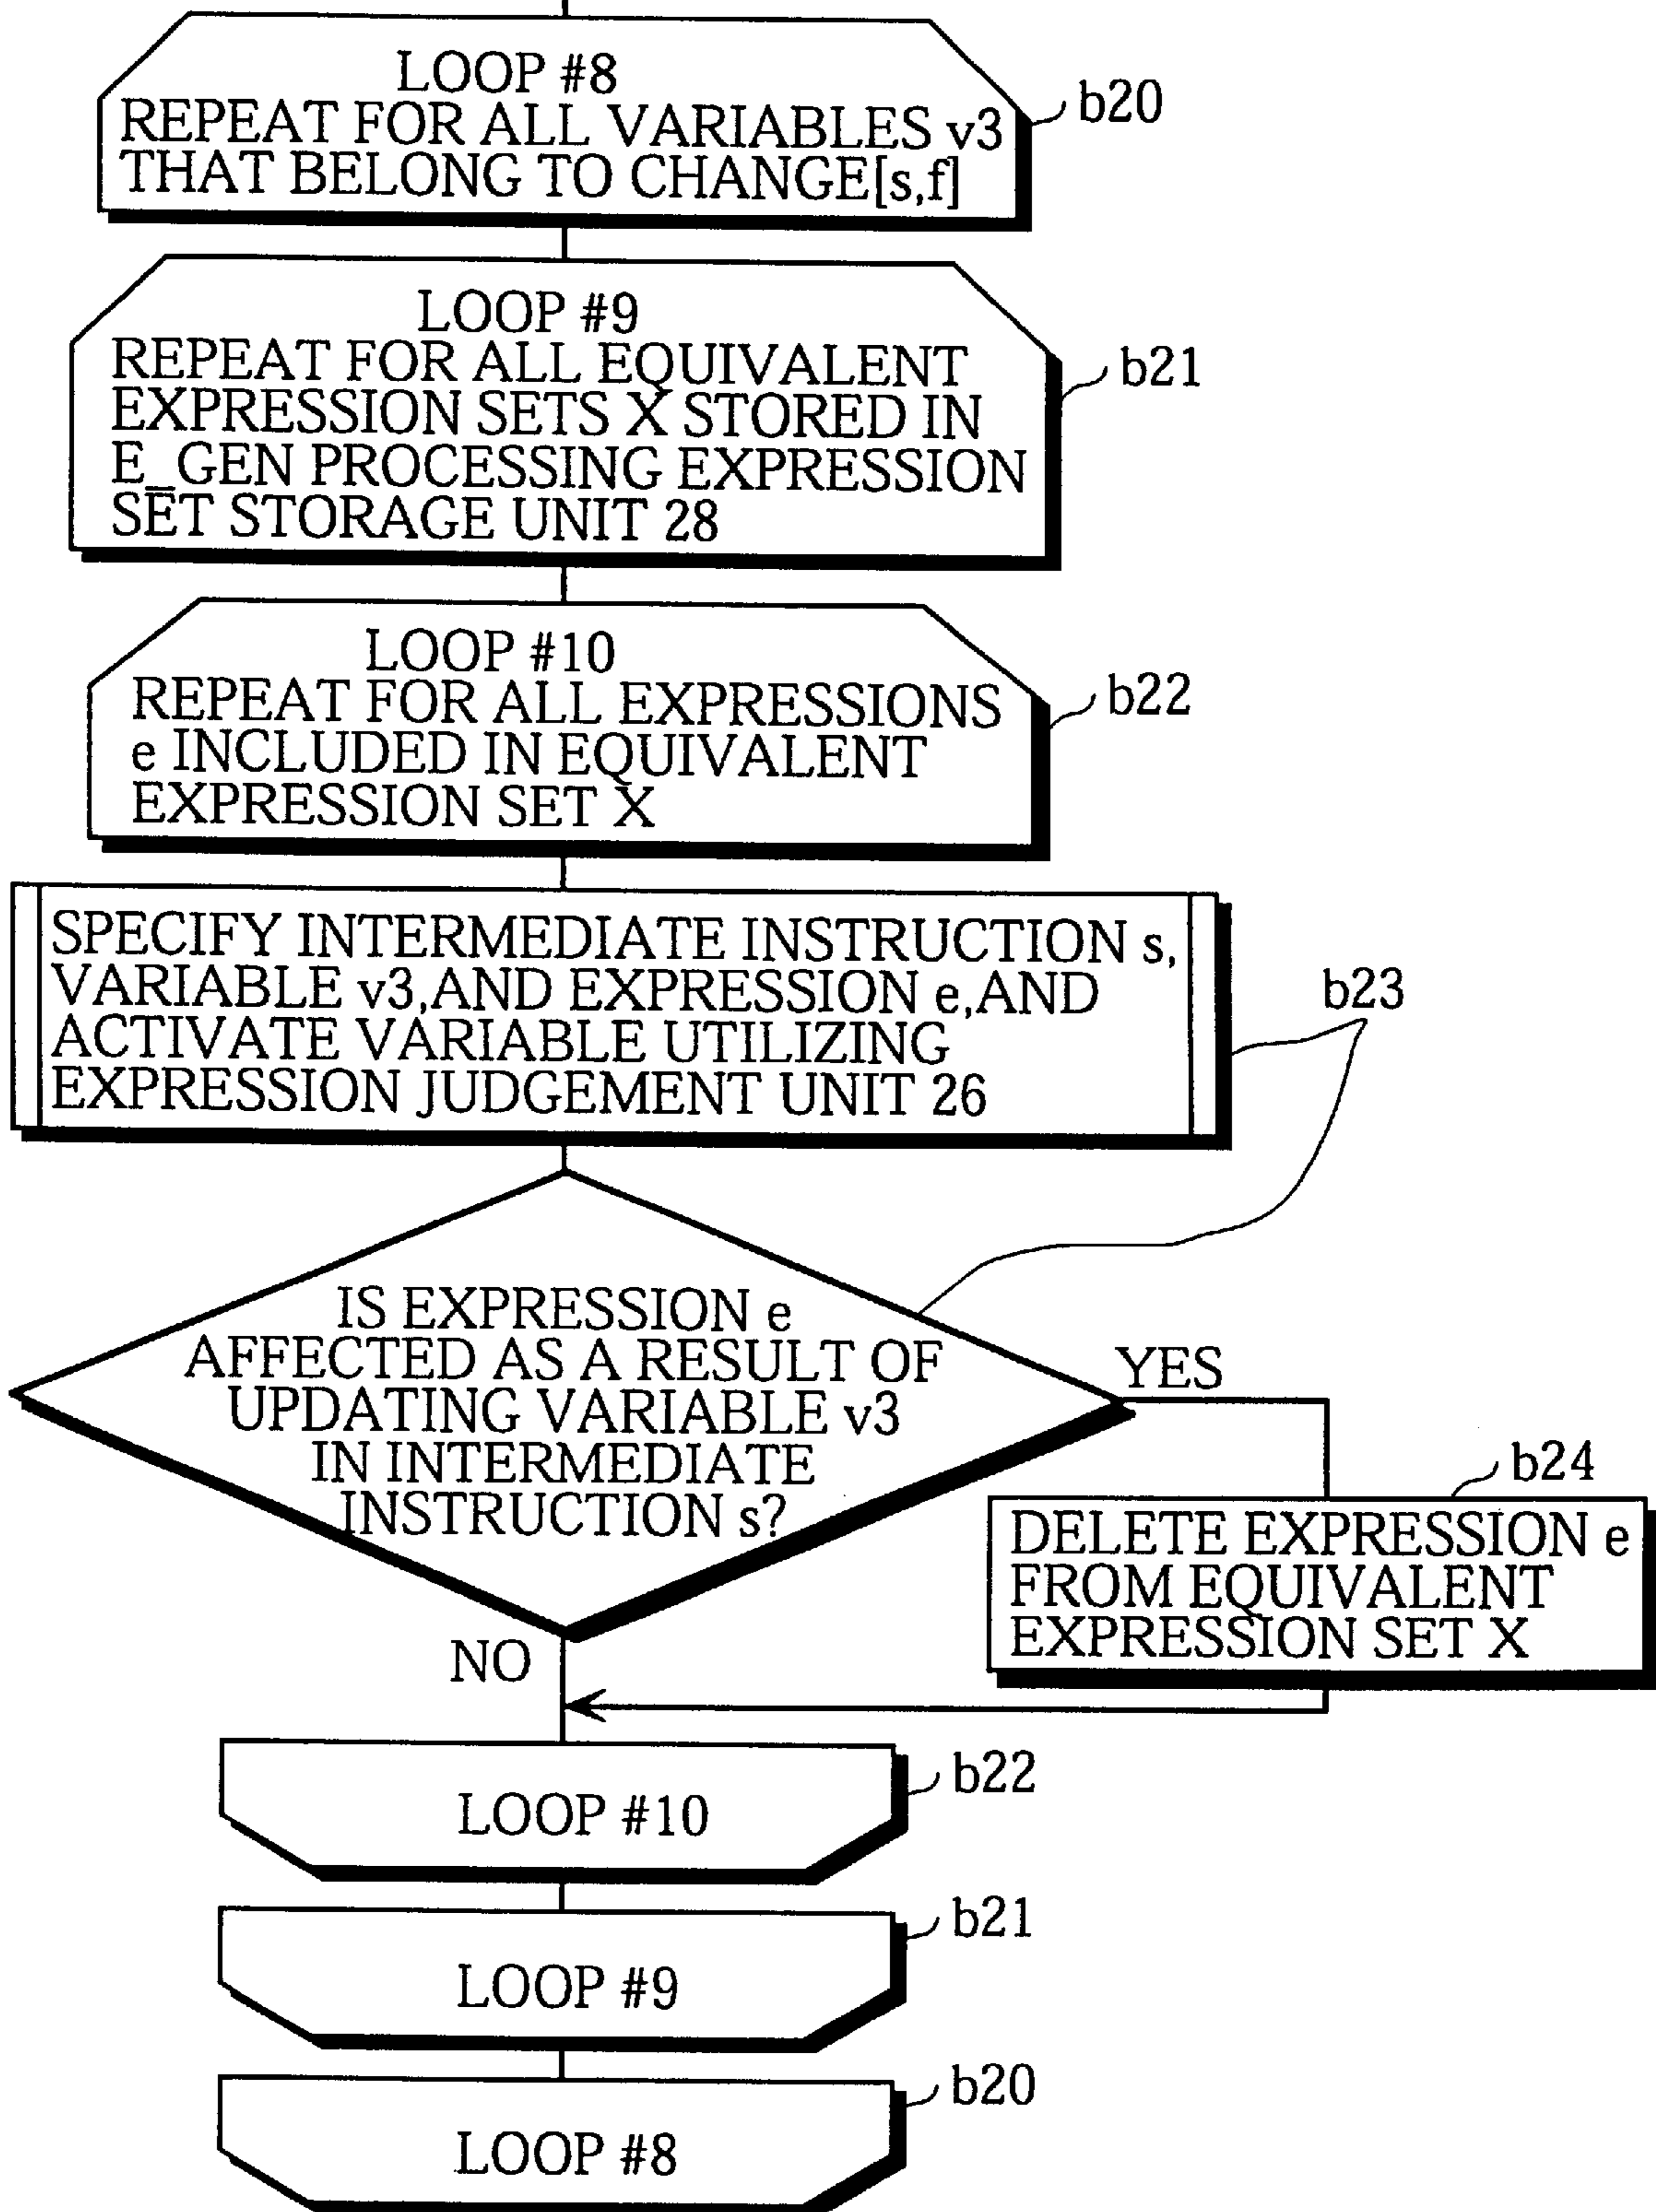 LOOP #8
REPEAT FOR ALL VARIABLES v3
THAT BELONG TO CHANGE[s,f]
b20
LOOP #9
REPEAT FOR ALL EQUIVALENT
EXPRESSION SETS X STORED IN
E_GEN PROCESSING EXPRESSION
SET STORAGE UNIT 28
b21
LOOP #10
REPEAT FOR ALL EXPRESSIONS
e INCLUDED IN EQUIVALENT
EXPRESSION SET X
b22
SPECIFY INTERMEDIATE INSTRUCTION s,
VARIABLE v3,AND EXPRESSION e,AND
ACTIVATE VARIABLE UTILIZING
EXPRESSION JUDGEMENT UNIT 26
b23
IS EXPRESSION e
AFFECTED AS A RESULT OF
UPDATING VARIABLE v3
IN INTERMEDIATE
INSTRUCTION s?
YES
b24
DELETE EXPRESSION e
FROM EQUIVALENT
EXPRESSION SET X
NO
b22
LOOP #10
b21
LOOP #9
b20
LOOP #8